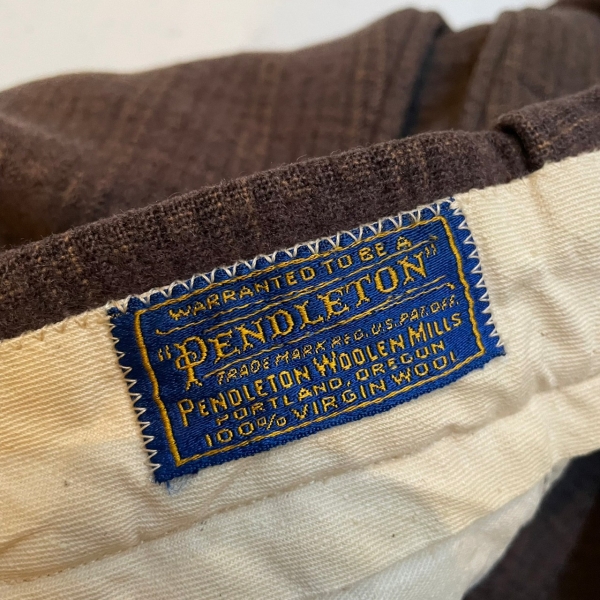 WARRANTED TO BE A
"PENDLETON"
TRADE MARK REG. U.S. PAT. OFF.
PENDLETON WOOLEN MILLS
PORTLAND, OREGON
100% VIRGIN WOOL